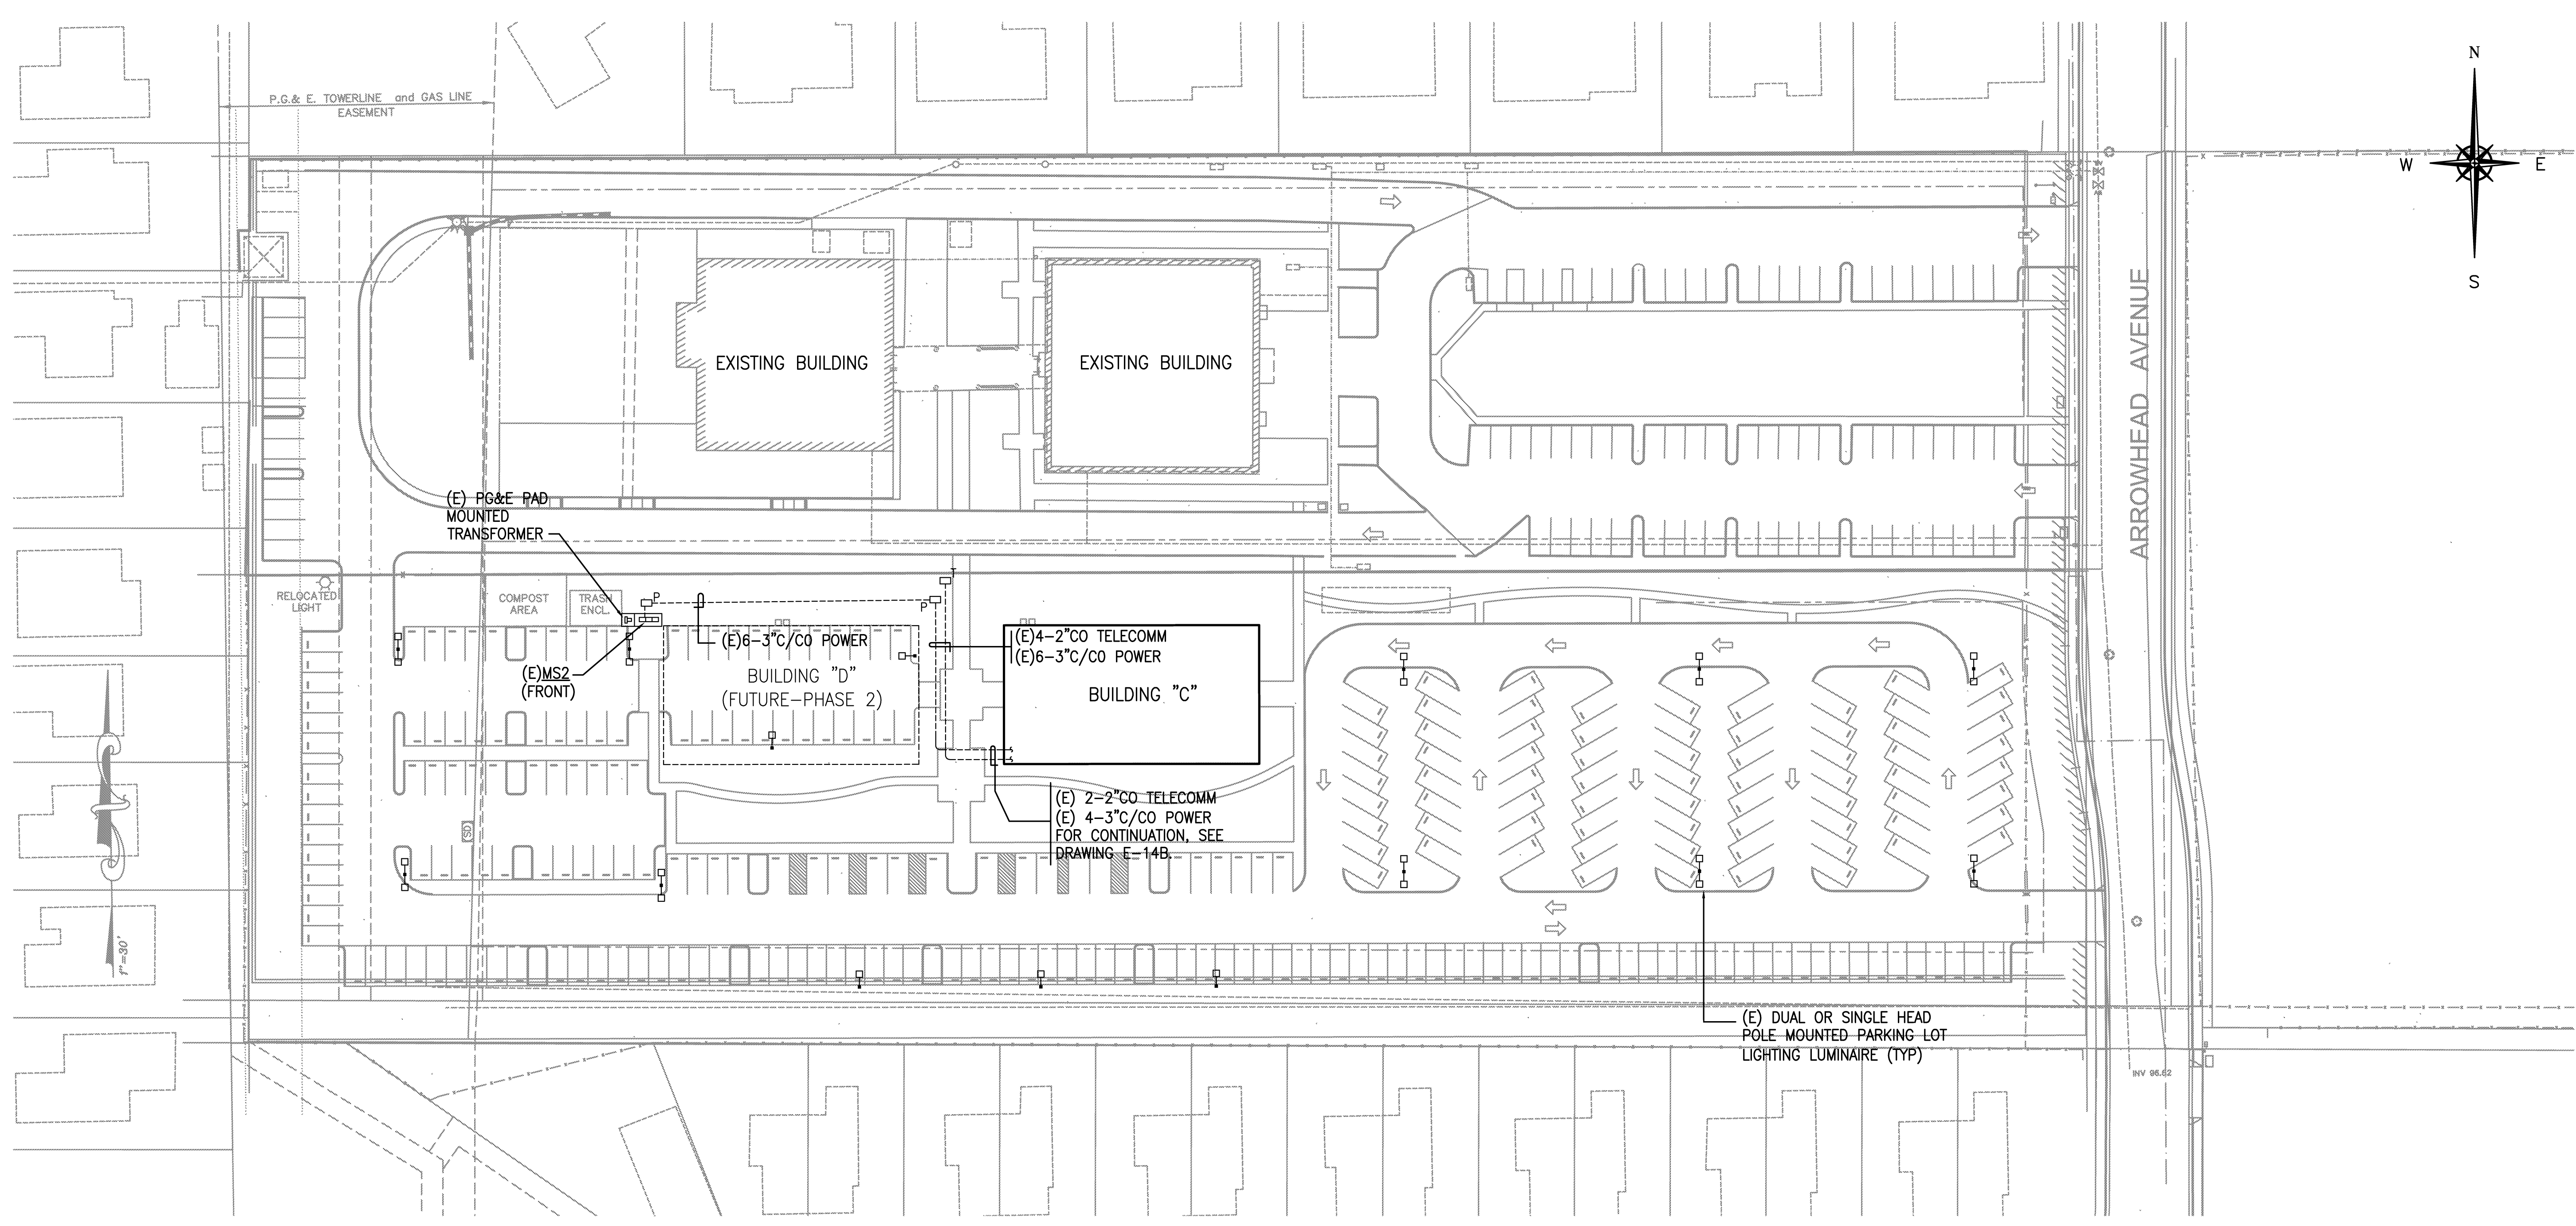 P.G.& E. TOWERLINE and GAS LINE
EASEMENT
N
W
E
S
ARROWHEAD AVENUE
EXISTING BUILDING
EXISTING BUILDING
(E) PG&E PAD
MOUNTED
TRANSFORMER
RELOCATED
LIGHT
COMPOST
AREA
TRASH
ENCL.
P
P
T
(E)6-3"C/CO POWER
(E)4-2"CO TELECOMM
(E)6-3"C/CO POWER
(E)MS2
(FRONT)
BUILDING "D"
(FUTURE-PHASE 2)
BUILDING "C"
(E) 2-2"CO TELECOMM
(E) 4-3"C/CO POWER
FOR CONTINUATION, SEE
DRAWING E-14B.
SD
1"=30'
(E) DUAL OR SINGLE HEAD
POLE MOUNTED PARKING LOT
LIGHTING LUMINAIRE (TYP)
INV 96.62